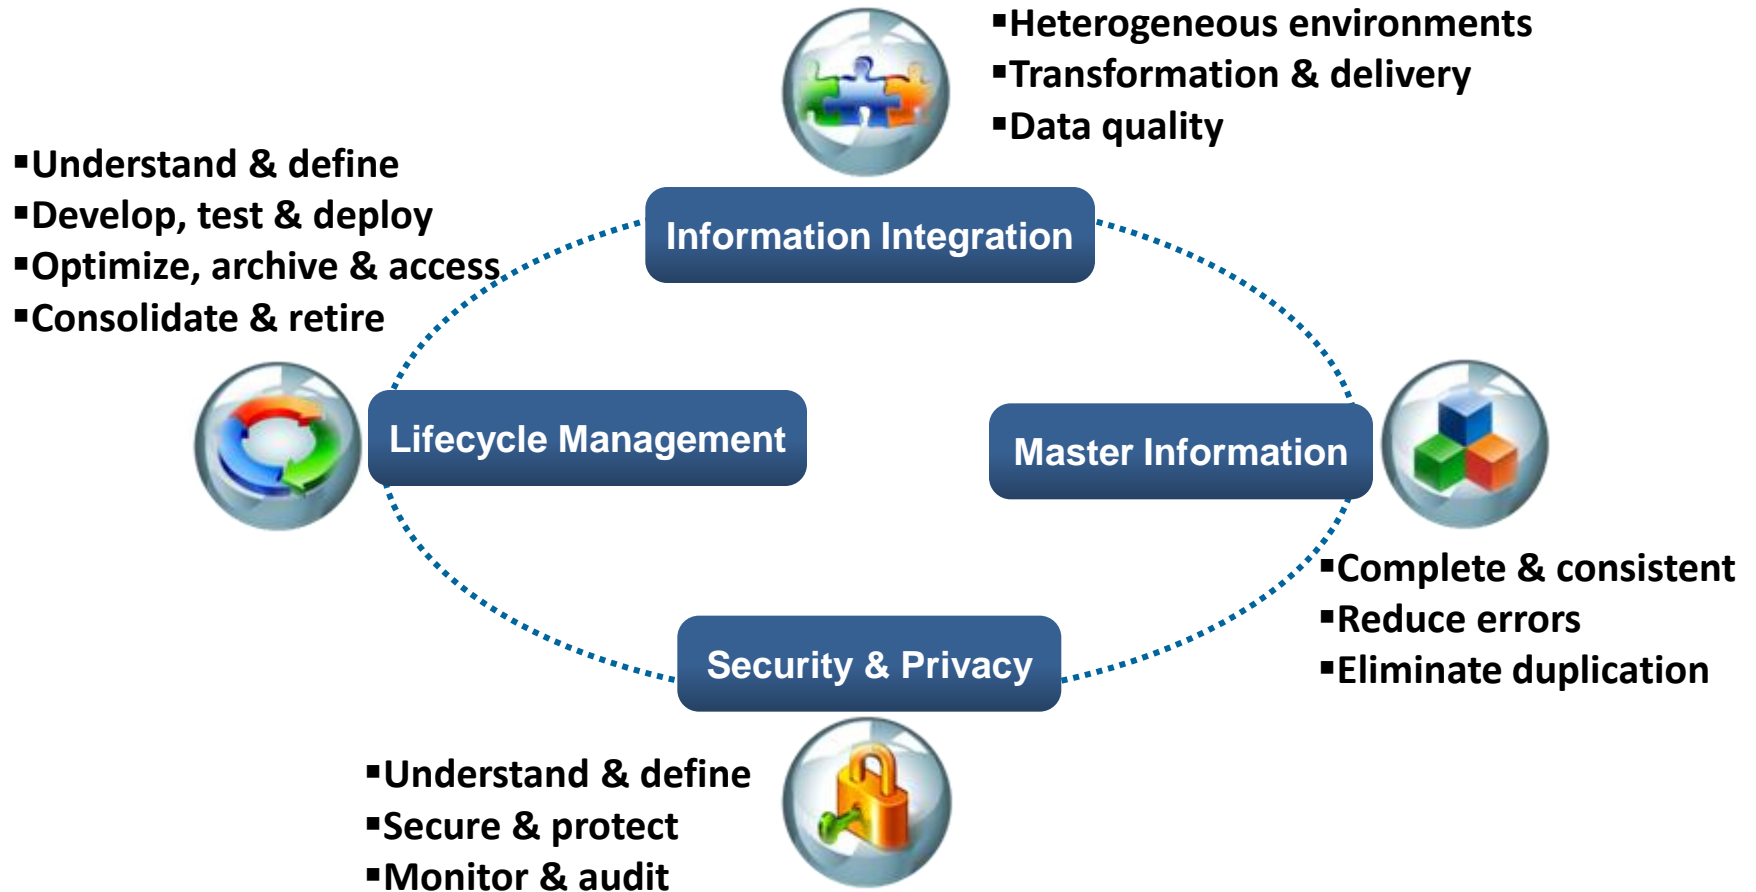 ▪Heterogeneous environments
▪Transformation & delivery
▪Data quality
▪Understand & define
▪Develop, test & deploy
▪Optimize, archive & access
▪Consolidate & retire
Information Integration
Lifecycle Management
Master Information
▪Complete & consistent
▪Reduce errors
▪Eliminate duplication
Security & Privacy
▪Understand & define
▪Secure & protect
▪Monitor & audit